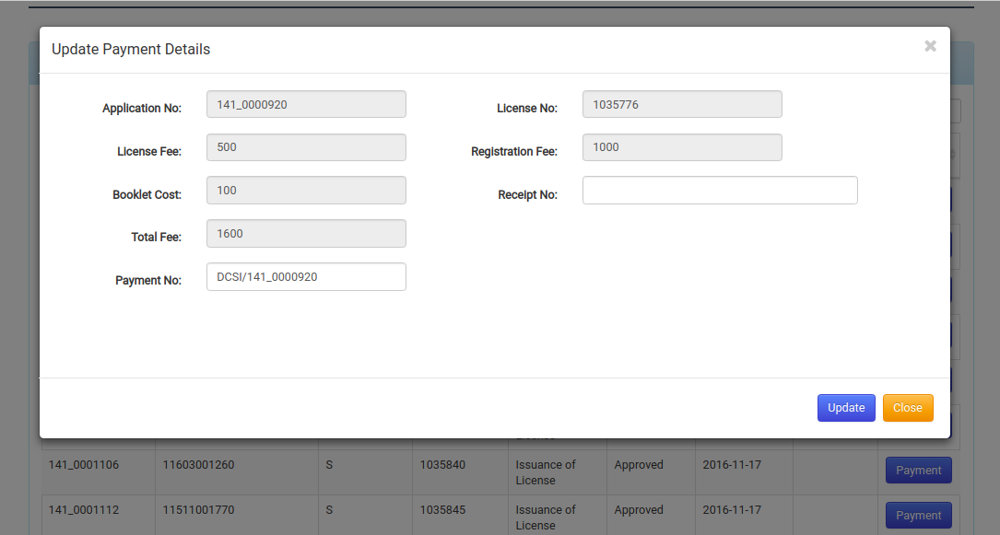 Update Payment Details ×
Application No: 141_0000920 License No: 1035776
License Fee: 500 Registration Fee: 1000
Booklet Cost: 100 Receipt No:
Total Fee: 1600
Payment No: DCSI/141_0000920
Update Close
141_0001106 11603001260 S 1035840 Issuance of Approved 2016-11-17 Payment
License
141_0001112 11511001770 S 1035845 Issuance of Approved 2016-11-17 Payment
License